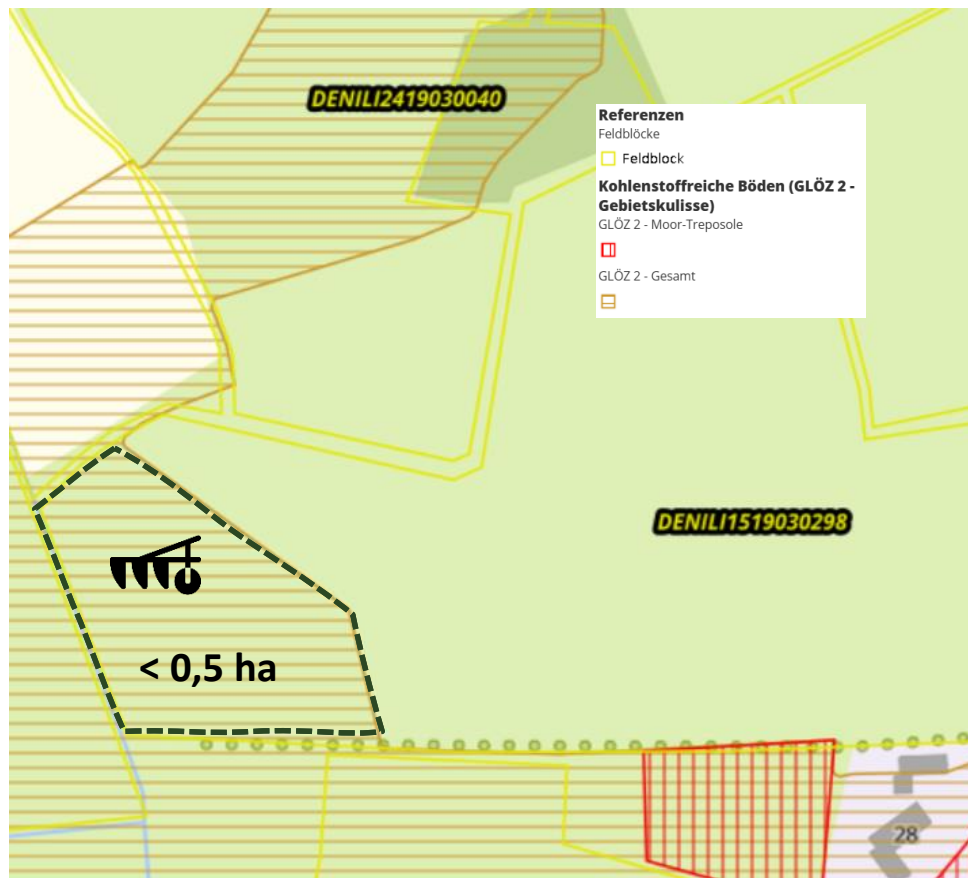 DENILI2419030040
Referenzen
Feldblöcke
Feldblock
Kohlenstoffreiche Böden (GLÖZ 2 -
Gebietskulisse)
GLÖZ 2 - Moor-Treposole
GLÖZ 2 - Gesamt
DENILI1519030298
< 0,5 ha
28